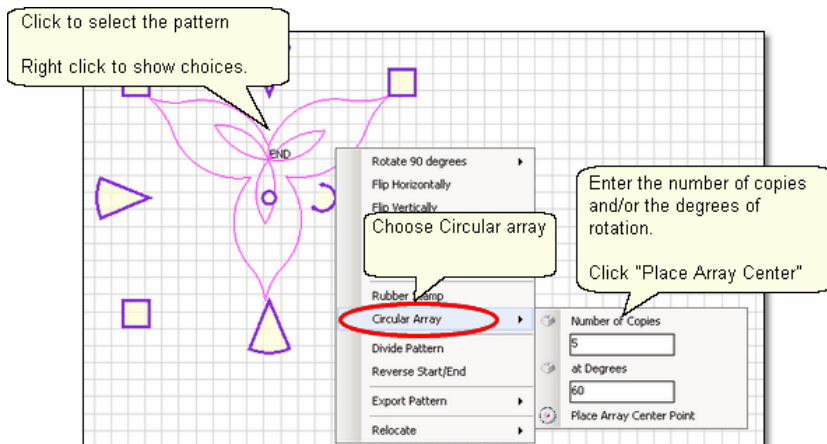 Click to select the pattern
Right click to show choices.
END
Rotate 90 degrees
Flip Horizontally
Flip Vertically
Choose Circular array
Rubber Stamp
Circular Array
Divide Pattern
Reverse Start/End
Export Pattern
Relocate
Enter the number of copies
and/or the degrees of
rotation.
Click "Place Array Center"
Number of Copies
5
at Degrees
60
Place Array Center Point